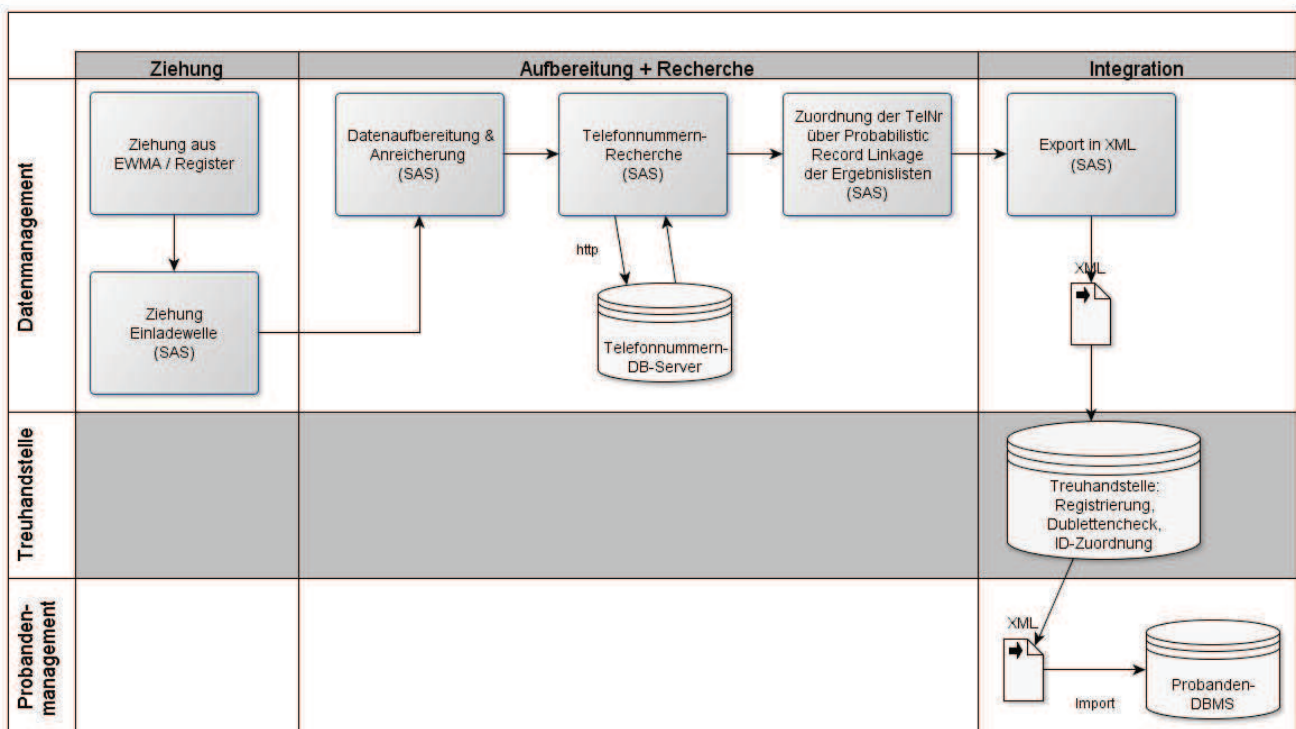 Ziehung
Aufbereitung + Recherche
Integration
Datenmanagement
Ziehung aus
EWMA / Register
Ziehung
Einladewelle
(SAS)
Datenaufbereitung &
Anreicherung
(SAS)
Telefonnummern-
Recherche
(SAS)
http
Telefonnummern-
DB-Server
Zuordnung der TelNr
über Probabilistic
Record Linkage
der Ergebnislisten
(SAS)
Export in XML
(SAS)
XML
Treuhandstelle
Treuhandstelle:
Registrierung,
Dublettencheck,
ID-Zuordnung
Probanden-
management
XML
Import
Probanden-
DBMS